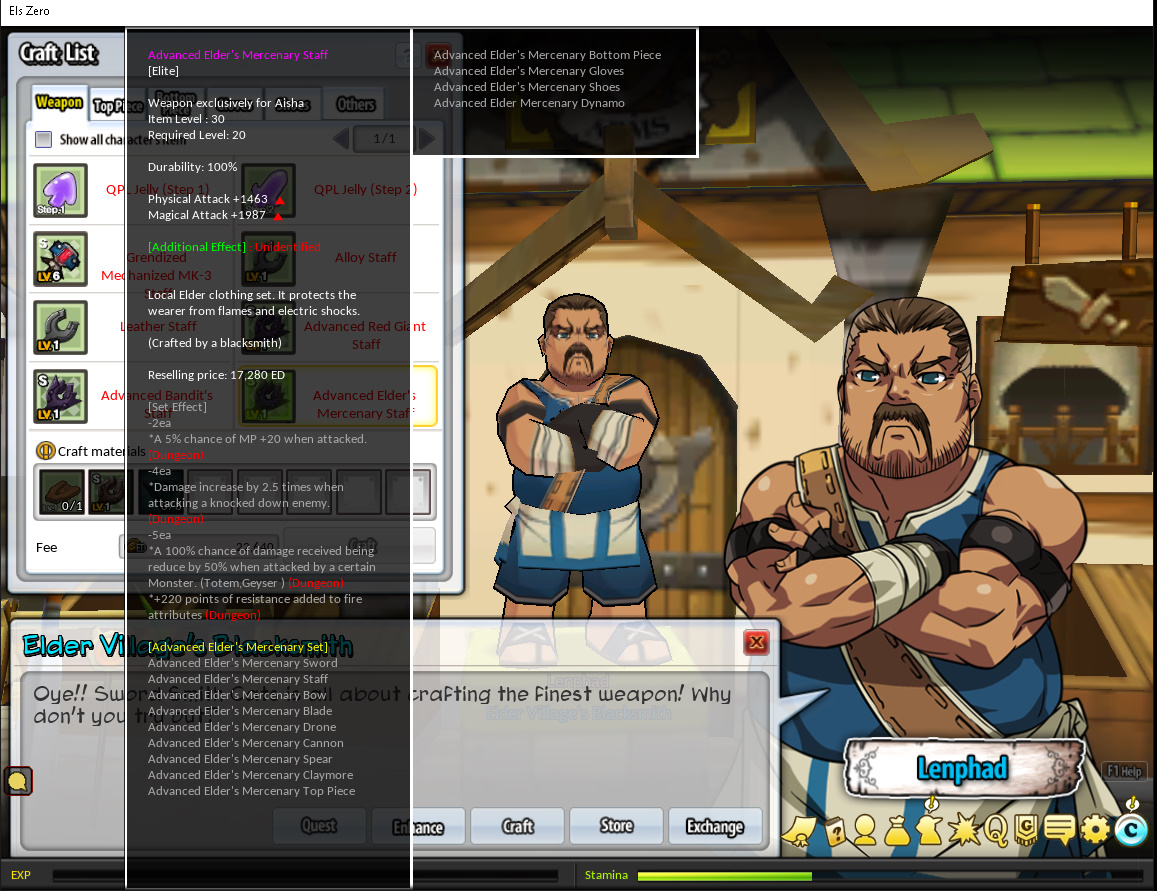 Els Zero
Craft List
Weapon
Top Piece
Bottom
Others
Show all character's item
1/1
QPL Jelly (Step 1)
QPL Jelly (Step 2)
Step.1
Grendized
Mechanized MK-3
Staff
LV.6
Alloy Staff
LV.1
Leather Staff
LV.1
Advanced Red Giant
Staff
Advanced Bandit's
Staff
LV.1
Advanced Elder's
Mercenary Staff
LV.1
Craft materials
0/1
LV.1
Fee
Craft
Advanced Elder's Mercenary Staff
[Elite]
Weapon exclusively for Aisha
Item Level : 30
Required Level: 20
Durability: 100%
Physical Attack +1463
Magical Attack +1987
[Additional Effect] : Unidentified
Local Elder clothing set. It protects the
wearer from flames and electric shocks.
(Crafted by a blacksmith)
Reselling price: 17,280 ED
[Set Effect]
-2ea
*A 5% chance of MP +20 when attacked.
(Dungeon)
-4ea
*Damage increase by 2.5 times when
attacking a knocked down enemy.
(Dungeon)
-5ea
*A 100% chance of damage received being
reduce by 50% when attacked by a certain
Monster. (Totem,Geyser ) (Dungeon)
*+220 points of resistance added to fire
attributes (Dungeon)
[Advanced Elder's Mercenary Set]
Advanced Elder's Mercenary Sword
Advanced Elder's Mercenary Staff
Advanced Elder's Mercenary Bow
Advanced Elder's Mercenary Blade
Advanced Elder's Mercenary Drone
Advanced Elder's Mercenary Cannon
Advanced Elder's Mercenary Spear
Advanced Elder's Mercenary Claymore
Advanced Elder's Mercenary Top Piece
Advanced Elder's Mercenary Bottom Piece
Advanced Elder's Mercenary Gloves
Advanced Elder's Mercenary Shoes
Advanced Elder Mercenary Dynamo
Elder Village's Blacksmith
Oye!! Sword Smith Cats is all about crafting the finest weapon! Why
don't you try out?
Lenphad
Elder Village's Blacksmith
Quest
Enhance
Craft
Store
Exchange
Lenphad
F1 Help
EXP
Stamina